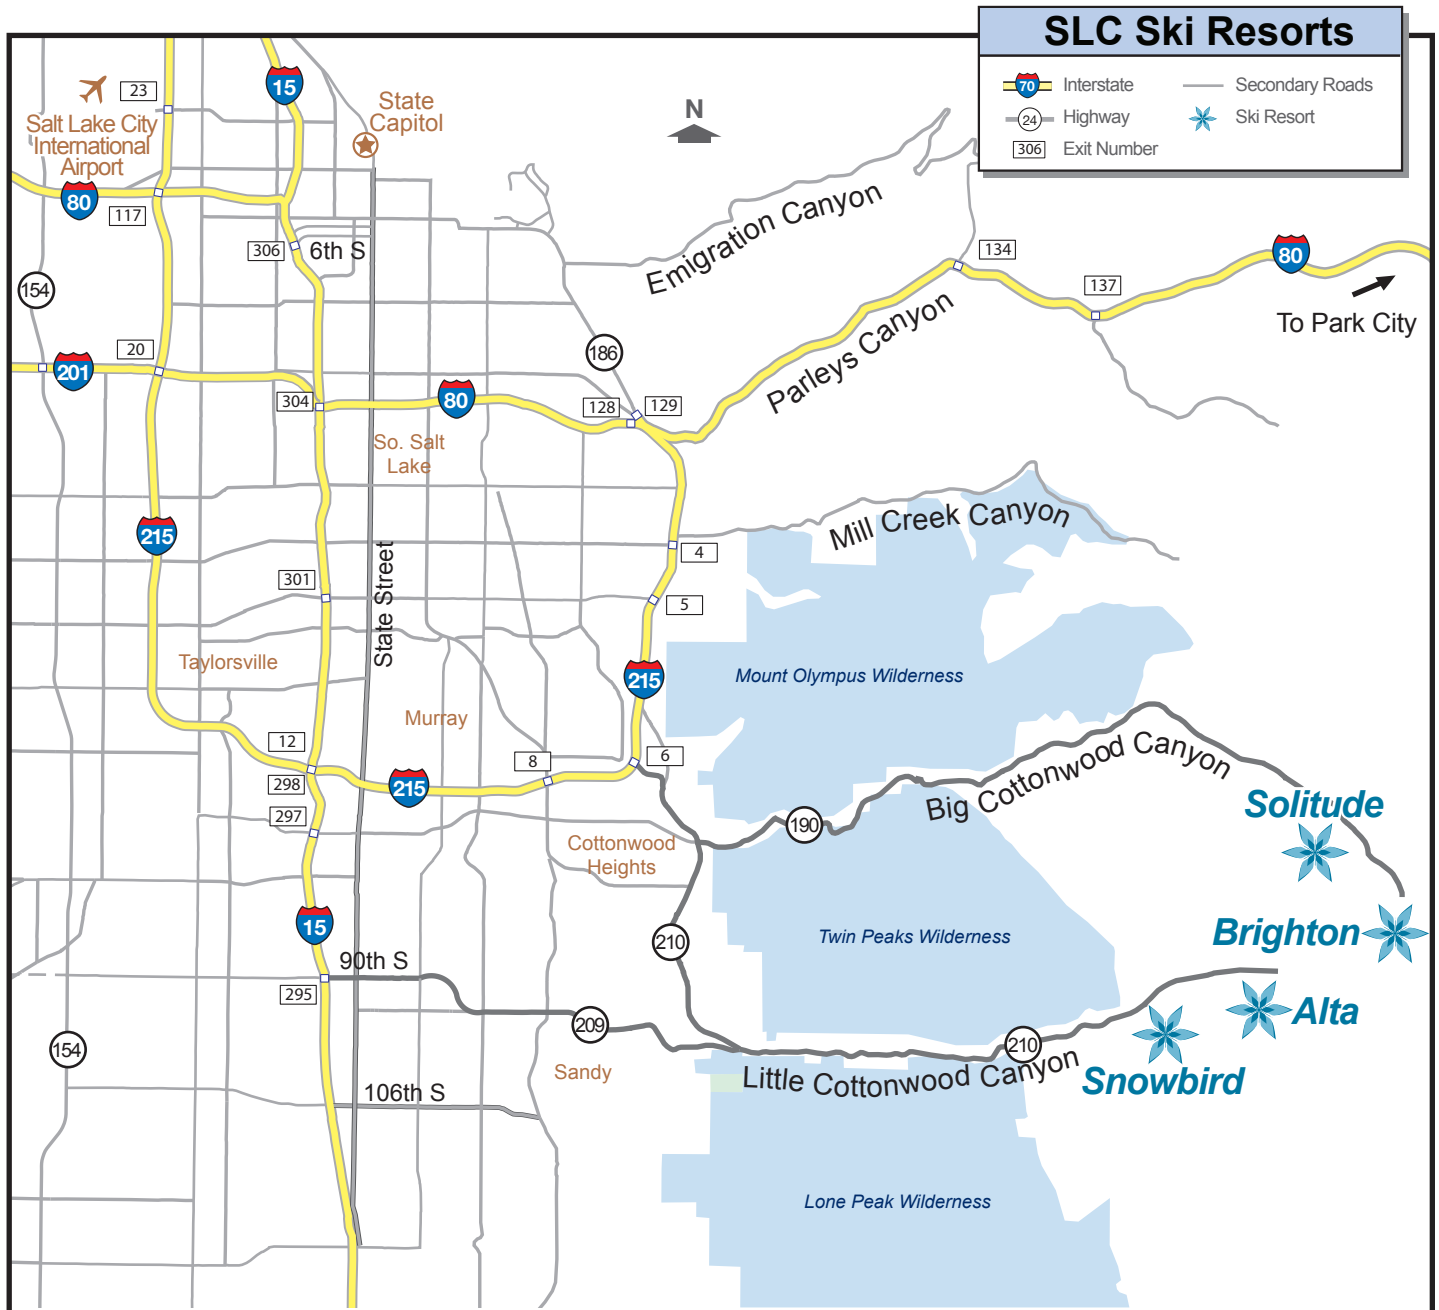 SLC Ski Resorts
70 Interstate
Secondary Roads
24 Highway
Ski Resort
306 Exit Number
23
15
State
Capitol
N
Salt Lake City
International
Airport
80
117
306
6th S
Emigration Canyon
134
80
137
To Park City
154
186
Parleys Canyon
20
201
304
80
128
129
So. Salt
Lake
215
Mill Creek Canyon
4
301
5
State Street
Taylorsville
215
Mount Olympus Wilderness
Murray
12
298
8
6
215
297
Big Cottonwood Canyon
190
Solitude
Cottonwood
Heights
15
210
Twin Peaks Wilderness
Brighton
90th S
295
209
Alta
154
210
Sandy
Little Cottonwood Canyon
Snowbird
106th S
Lone Peak Wilderness